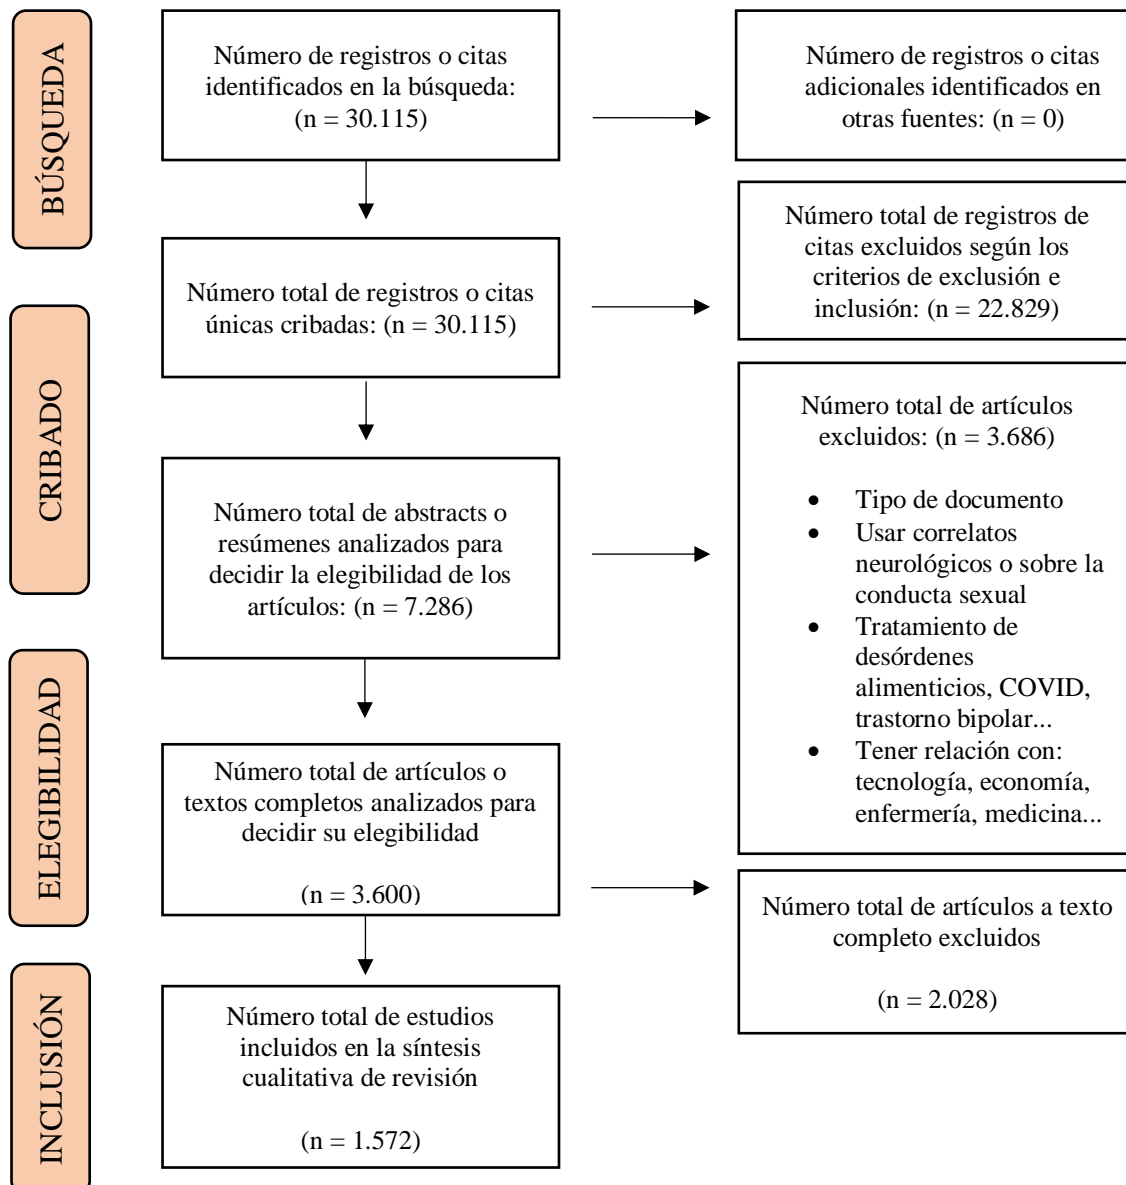 BÚSQUEDA
Número de registros o citas
identificados en la búsqueda:
(n = 30.115)
Número de registros o citas
adicionales identificados en
otras fuentes: (n = 0)
CRIBADO
Número total de registros o citas
únicas cribadas: (n = 30.115)
Número total de registros de
citas excluidos según los
criterios de exclusión e
inclusión: (n = 22.829)
Número total de abstracts o
resúmenes analizados para
decidir la elegibilidad de los
artículos: (n = 7.286)
Número total de artículos
excluidos: (n = 3.686)
• Tipo de documento
• Usar correlatos
neurológicos o sobre la
conducta sexual
• Tratamiento de
desórdenes
alimenticios, COVID,
trastorno bipolar...
• Tener relación con:
tecnología, economía,
enfermería, medicina...
ELEGIBILIDAD
Número total de artículos o
textos completos analizados para
decidir su elegibilidad
(n = 3.600)
Número total de artículos a texto
completo excluidos
(n = 2.028)
INCLUSIÓN
Número total de estudios
incluidos en la síntesis
cualitativa de revisión
(n = 1.572)